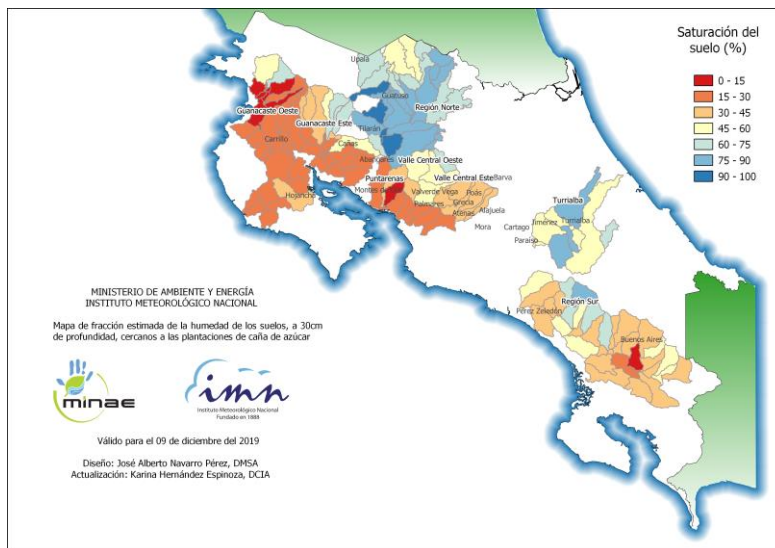 Saturación del
suelo (%)
0 - 15
15 - 30
30 - 45
45 - 60
60 - 75
75 - 90
90 - 100
Upala
Guatuso
Región Norte
Guanacaste Oeste
Guanacaste Este
Tilarán
Carrillo
Cañas
Abangares
Valle Central Oeste
Puntarenas
Valle Central Este
Barva
Montes de
Valverde Vega
Poás
Hojancha
Palmares
Grecia
Atenas
Alajuela
Mora
Cartago
Paraíso
Jiménez
Turrialba
Turrialba
Región Sur
Pérez Zeledón
Buenos Aires
MINISTERIO DE AMBIENTE Y ENERGÍA
INSTITUTO METEOROLÓGICO NACIONAL
Mapa de fracción estimada de la humedad de los suelos, a 30cm
de profundidad, cercanos a las plantaciones de caña de azúcar
minae
imn
Instituto Meteorológico Nacional
Fundado en 1888
Válido para el 09 de diciembre del 2019
Diseño: José Alberto Navarro Pérez, DMSA
Actualización: Karina Hernández Espinoza, DCIA